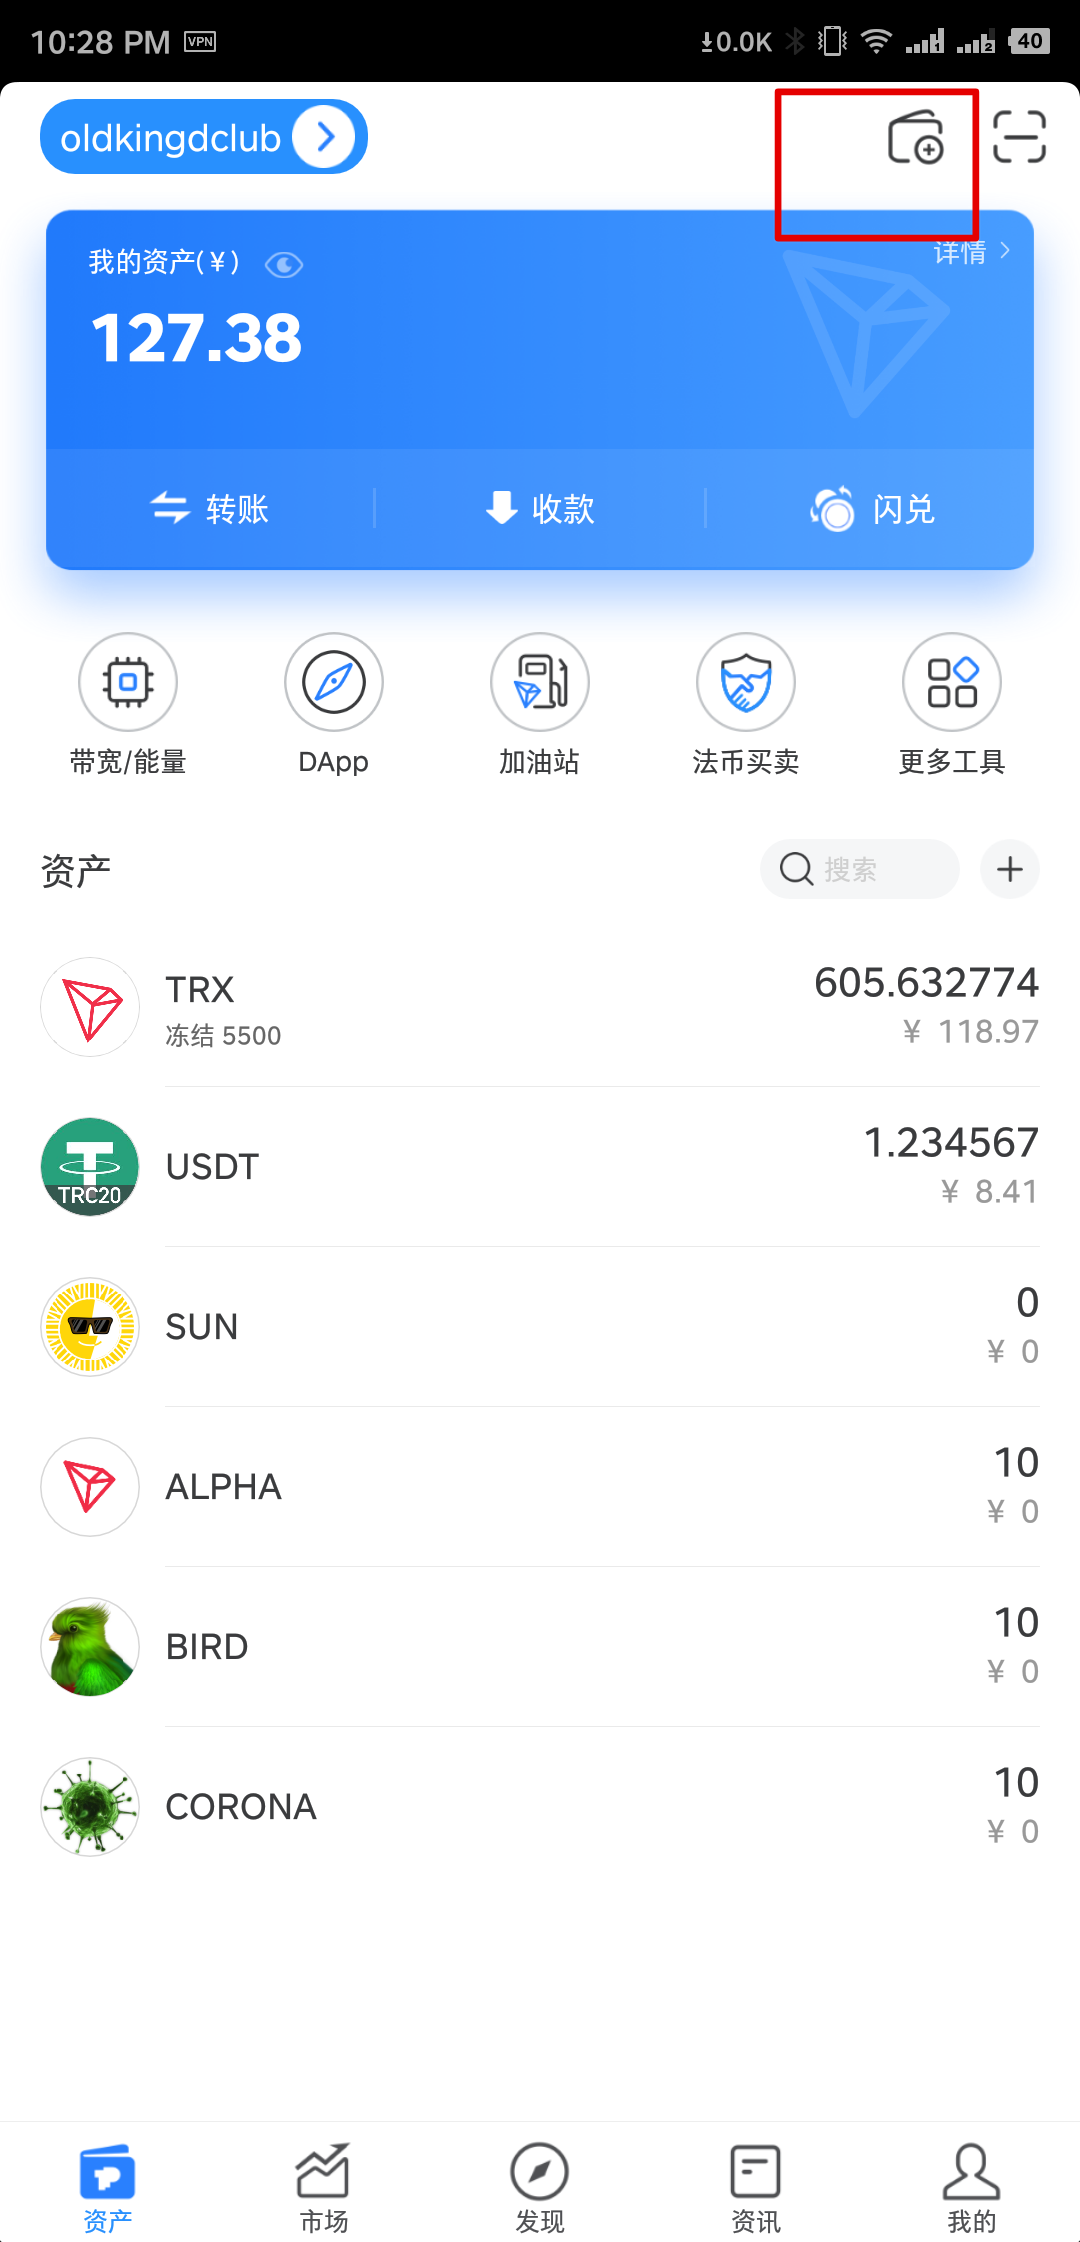 10:28 PM VPN 0.0K 1 2 40
oldkingdclub
我的资产(¥)
详情
127.38
转账 收款 闪兑
带宽/能量 DApp 加油站 法币买卖 更多工具
资产 搜索
TRX 605.632774
冻结 5500 ¥ 118.97
TRC20 USDT 1.234567
¥ 8.41
SUN 0
¥ 0
ALPHA 10
¥ 0
BIRD 10
¥ 0
CORONA 10
¥ 0
资产 市场 发现 资讯 我的